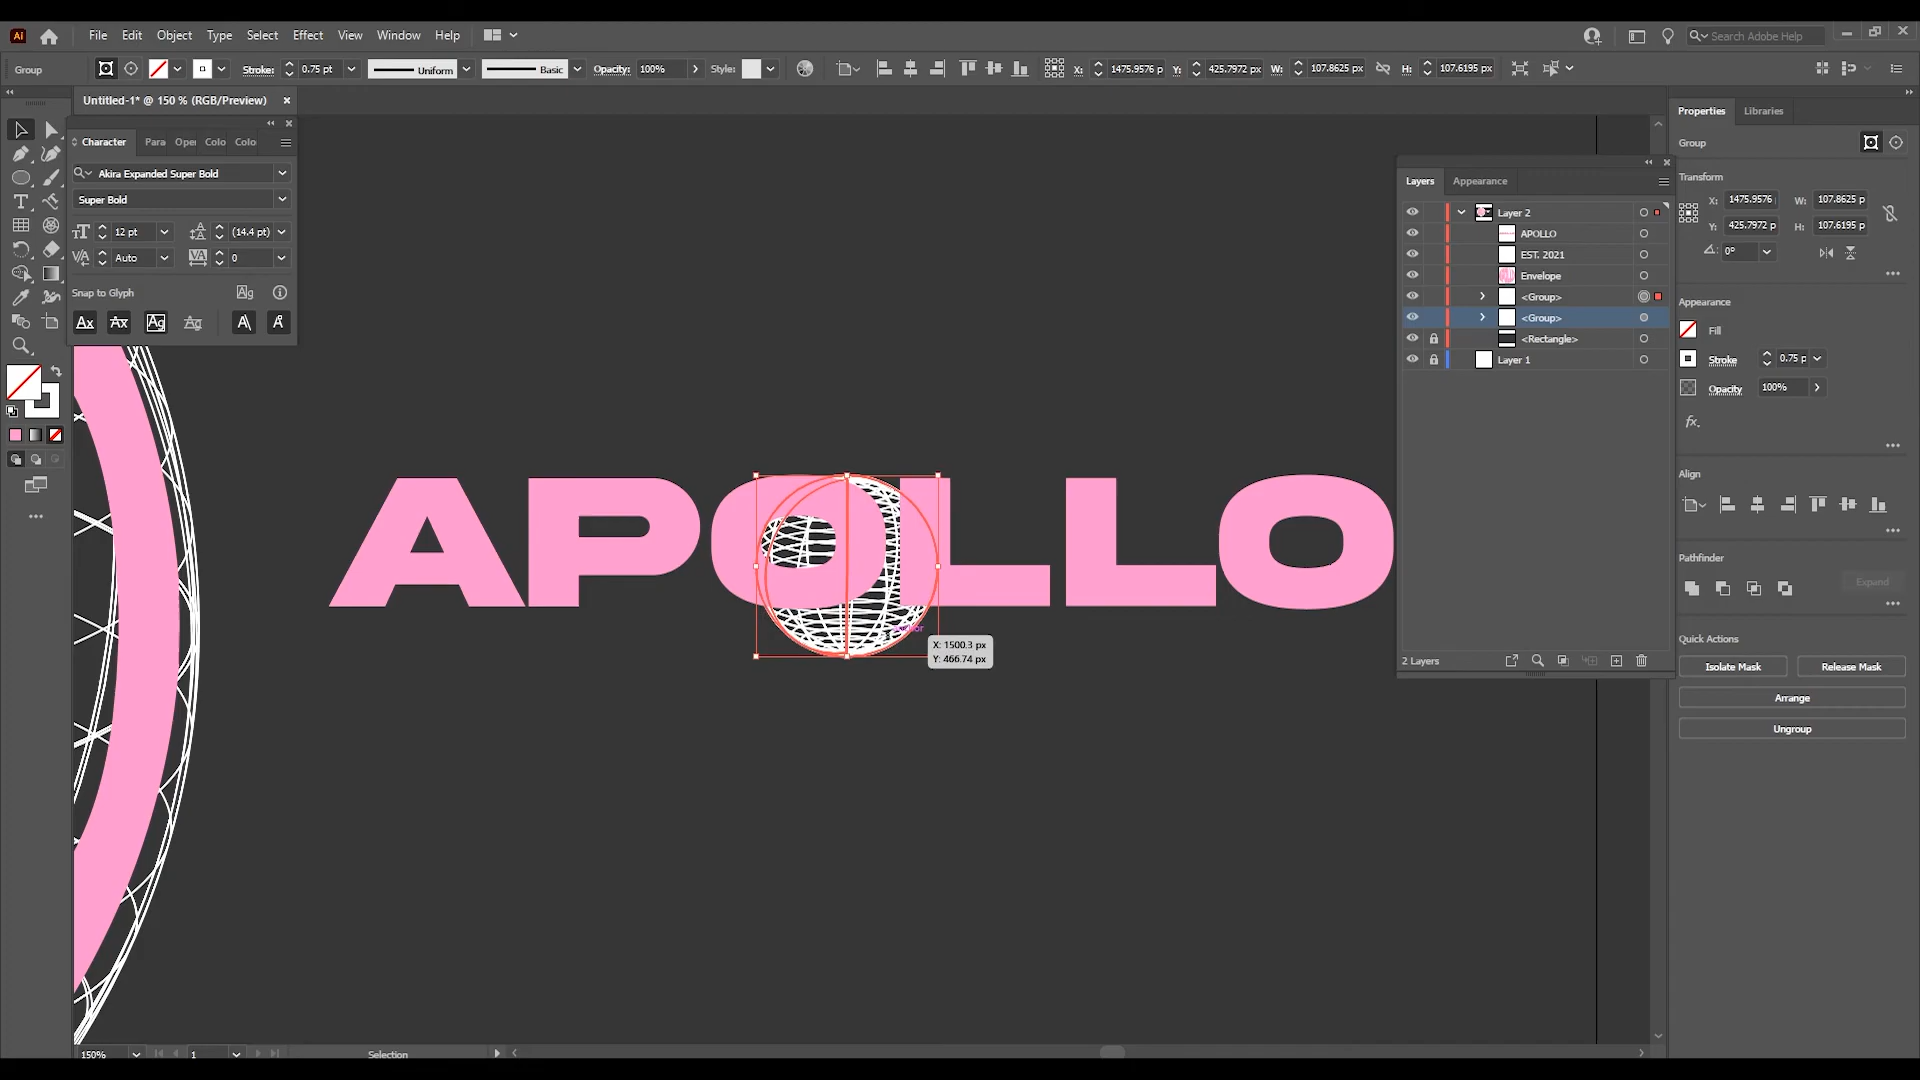 Ai File Edit Object Type Select Effect View Window Help Search Adobe Help
Group Stroke: 0.75 pt Uniform Basic Opacity: 100% Style: X: 1475.9576 p Y: 425.7972 px W: 107.8625 px H: 107.6195 px
Untitled-1* @ 150 % (RGB/Preview)
Character Para Open Colo Colo
Akira Expanded Super Bold
Super Bold
12 pt (14.4 pt)
Auto 0
Snap to Glyph
Layers Appearance
Layer 2
APOLLO
EST. 2021
Envelope
<Group>
<Group>
<Rectangle>
Layer 1
2 Layers
APOLLO
X: 1500.3 px
Y: 466.74 px
Properties Libraries
Group
Transform
X: 1475.9576 W: 107.8625 p
Y: 425.7972 px H: 107.6195 p
0°
Appearance
Fill
Stroke 0.75 p
Opacity 100%
fx.
Align
Pathfinder
Expand
Quick Actions
Isolate Mask Release Mask
Arrange
Ungroup
150% 1 Selection